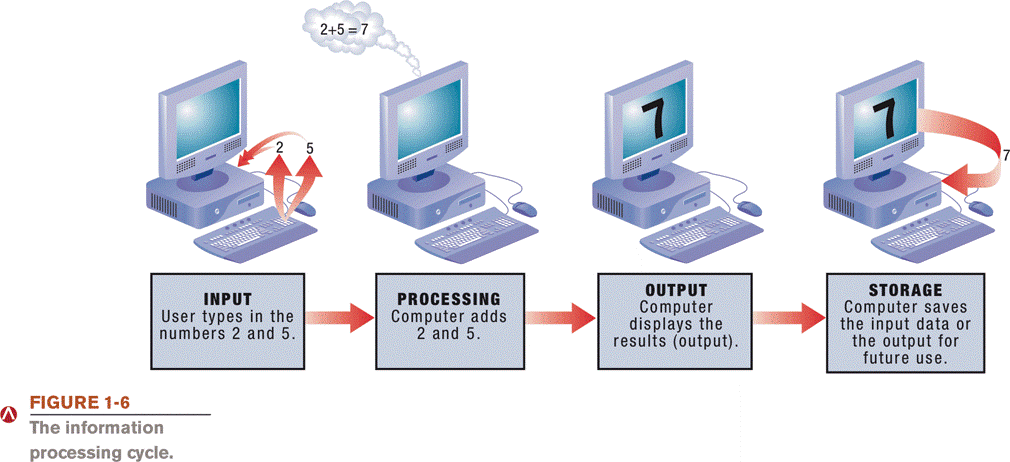 2+5 = 7
2
5
7
7
7
INPUT
User types in the
numbers 2 and 5.
PROCESSING
Computer adds
2 and 5.
OUTPUT
Computer
displays the
results (output).
STORAGE
Computer saves
the input data or
the output for
future use.
FIGURE 1-6
The information
processing cycle.